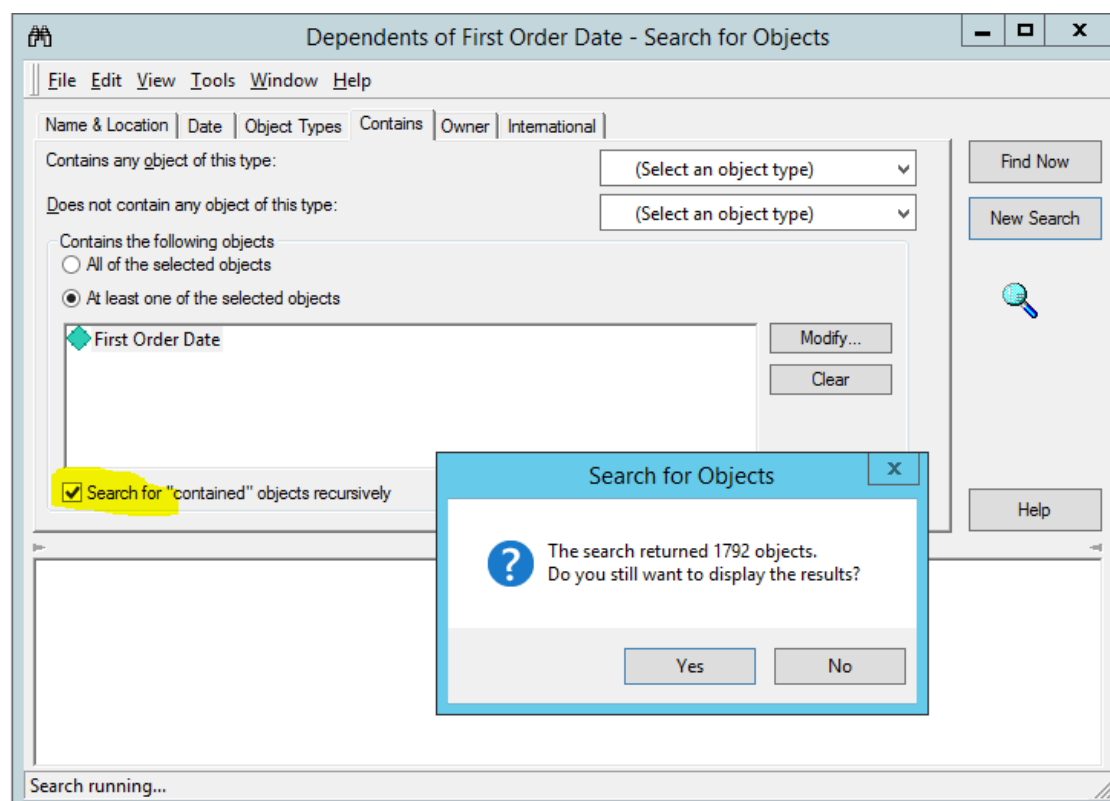 Dependents of First Order Date - Search for Objects
File Edit View Tools Window Help
Name & Location Date Object Types Contains Owner International
Contains any object of this type:
(Select an object type)
Find Now
Does not contain any object of this type:
(Select an object type)
New Search
Contains the following objects
All of the selected objects
At least one of the selected objects
First Order Date
Modify...
Clear
Search for "contained" objects recursively
Help
Search for Objects
The search returned 1792 objects.
Do you still want to display the results?
Yes No
Search running...